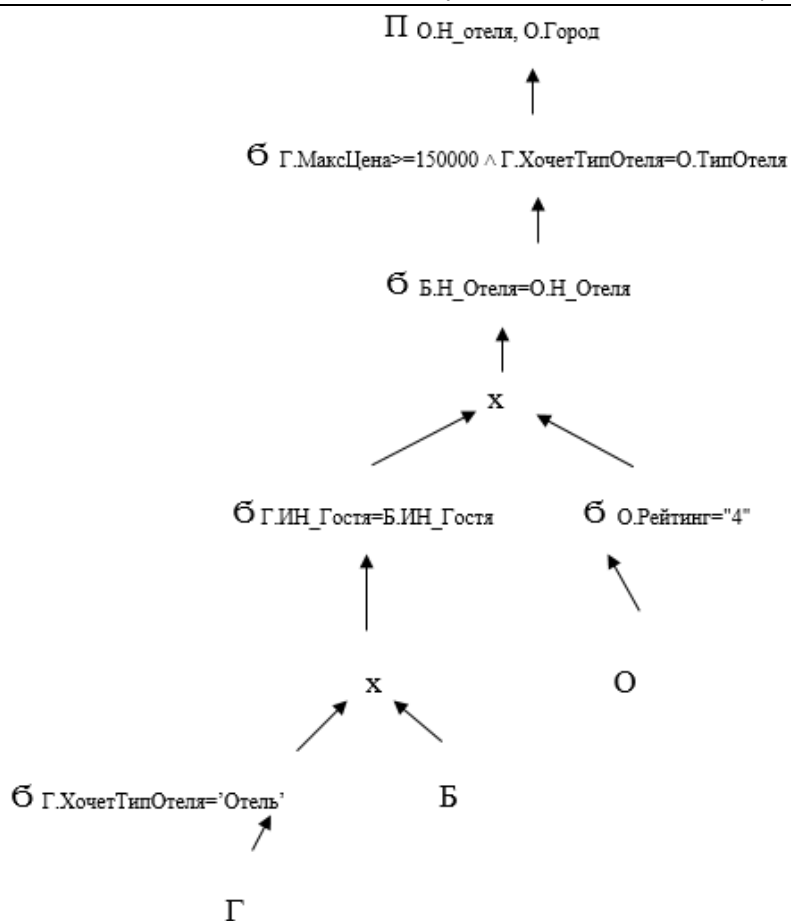 П О.Н_отеля, О.Город
б Г.МаксЦена>=150000 ∧ Г.ХочетТипОтеля=О.ТипОтеля
б Б.Н_Отеля=О.Н_Отеля
х
б Г.ИН_Гостя=Б.ИН_Гостя
б О.Рейтинг="4"
х
О
б Г.ХочетТипОтеля=’Отель’
Б
Г